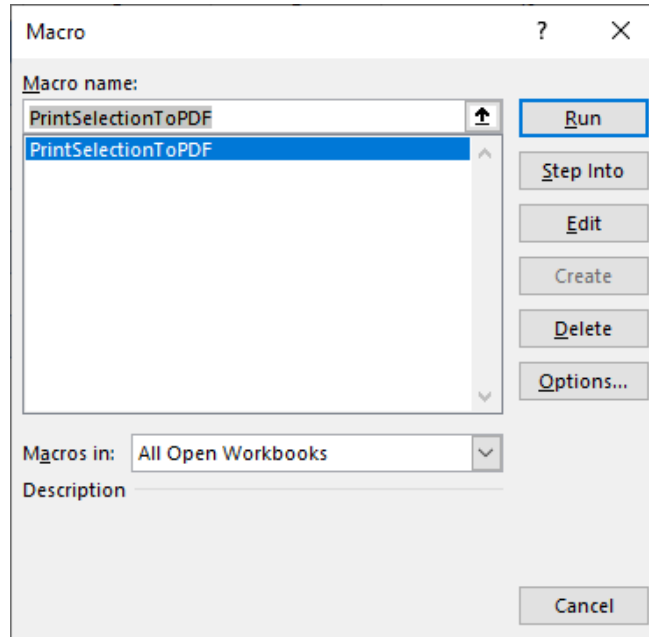 Macro ? ×
Macro name:
PrintSelectionToPDF
PrintSelectionToPDF
Run
Step Into
Edit
Create
Delete
Options...
Macros in: All Open Workbooks
Description
Cancel